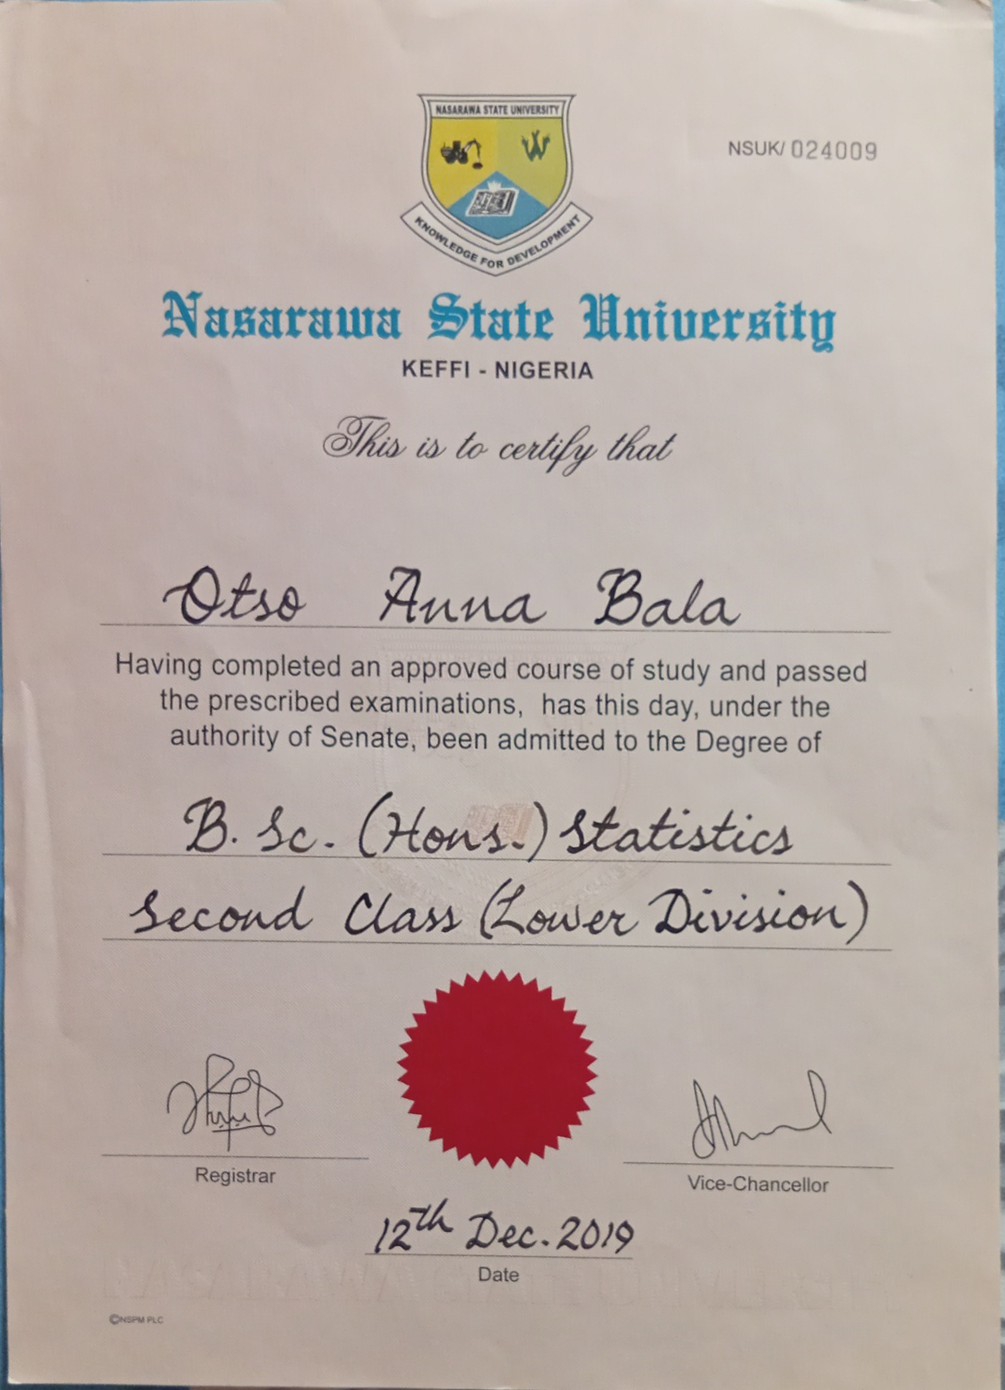 NASARAWA STATE UNIVERSITY
KNOWLEDGE FOR DEVELOPMENT
NSUK/ 024009
Nasarawa State University
KEFFI - NIGERIA
This is to certify that
Otso Anna Bala
Having completed an approved course of study and passed
the prescribed examinations, has this day, under the
authority of Senate, been admitted to the Degree of
B. Sc. (Hons.) Statistics
Second Class (Lower Division)
Registrar
Vice-Chancellor
12th Dec. 2019
Date
©NSPM PLC